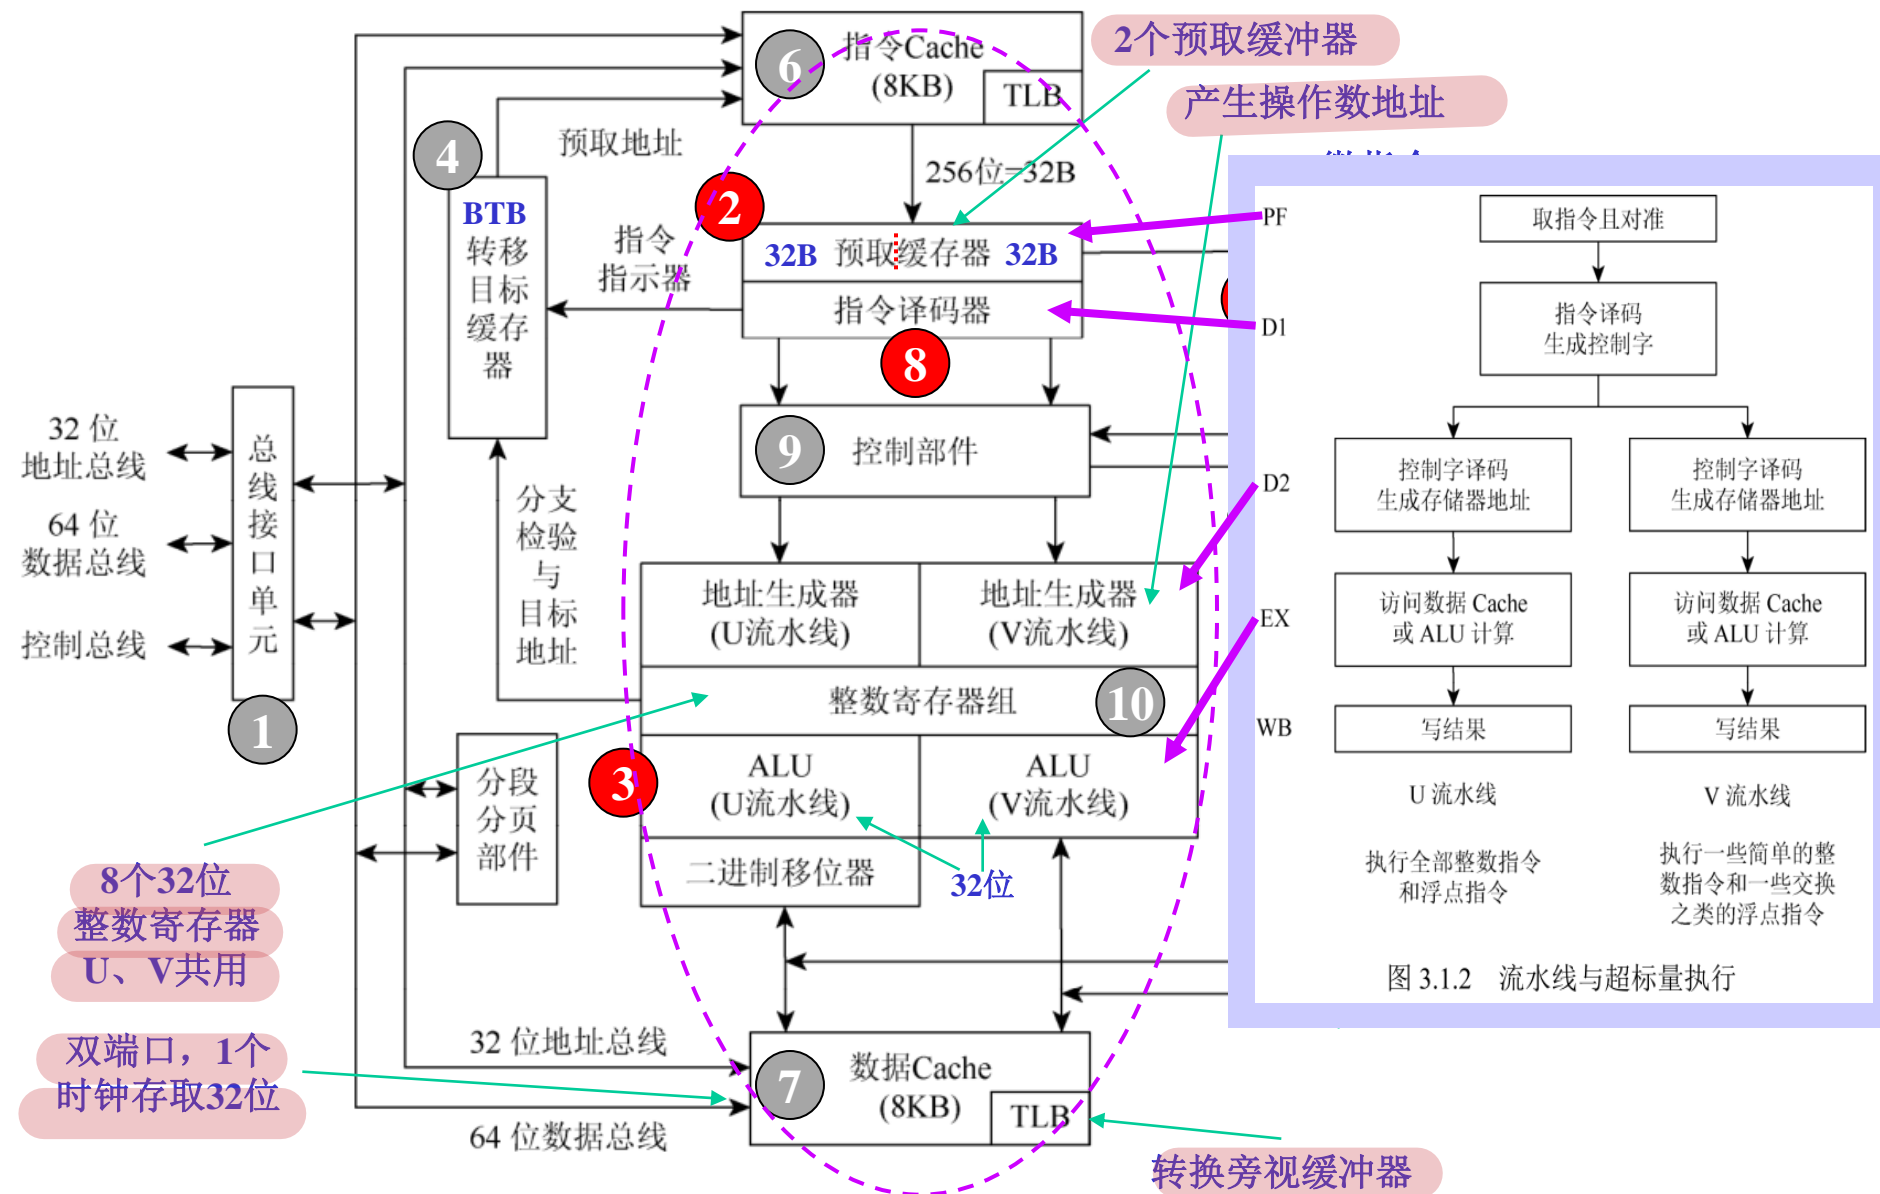 指令Cache
(8KB)
TLB
6
2个预取缓冲器
产生操作数地址
预取地址
256位=32B
4
BTB
转移
目标
缓存
器
2
指令
指示器
32B 预取缓存器 32B
指令译码器
8
9
控制部件
32 位
地址总线
64 位
数据总线
控制总线
总
线
接
口
单
元
1
分支
检验
与
目标
地址
地址生成器
(U流水线)
地址生成器
(V流水线)
整数寄存器组
10
3
ALU
(U流水线)
ALU
(V流水线)
二进制移位器
32位
分段
分页
部件
8个32位
整数寄存器
U、V共用
双端口，1个
时钟存取32位
32 位地址总线
64 位数据总线
7
数据Cache
(8KB)
TLB
转换旁视缓冲器
PF
D1
D2
EX
WB
取指令且对准
指令译码
生成控制字
控制字译码
生成存储器地址
控制字译码
生成存储器地址
访问数据 Cache
或 ALU 计算
访问数据 Cache
或 ALU 计算
写结果
写结果
U 流水线
V 流水线
执行全部整数指令
和浮点指令
执行一些简单的整
数指令和一些交换
之类的浮点指令
图 3.1.2 流水线与超标量执行